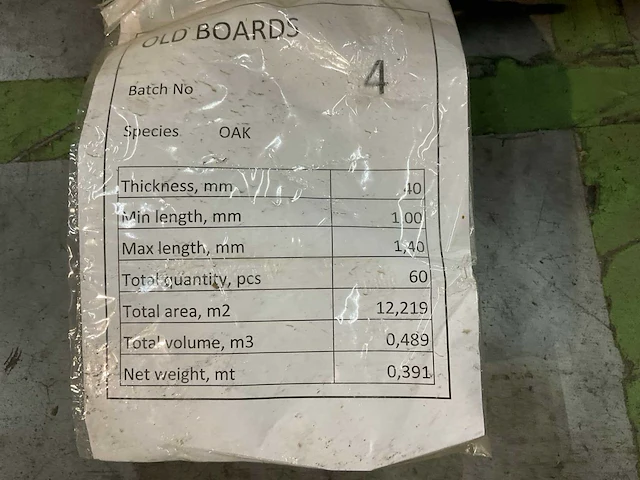 OLD BOARDS
Batch No 4
Species OAK
Thickness, mm 40
Min length, mm 1,00
Max length, mm 1,40
Total quantity, pcs 60
Total area, m2 12,219
Total volume, m3 0,489
Net weight, mt 0,391